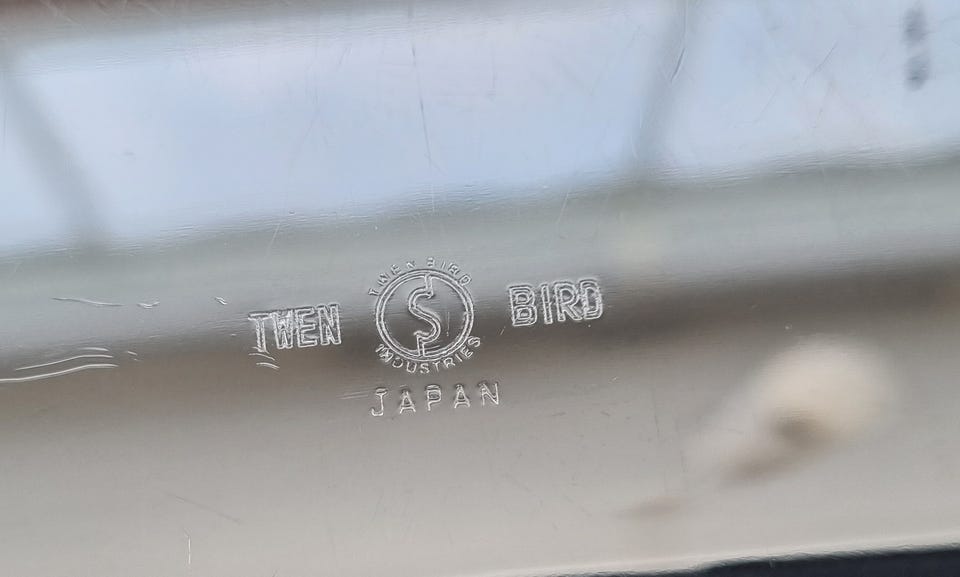 TWEN BIRD
TWEN BIRD
S
INDUSTRIES
JAPAN